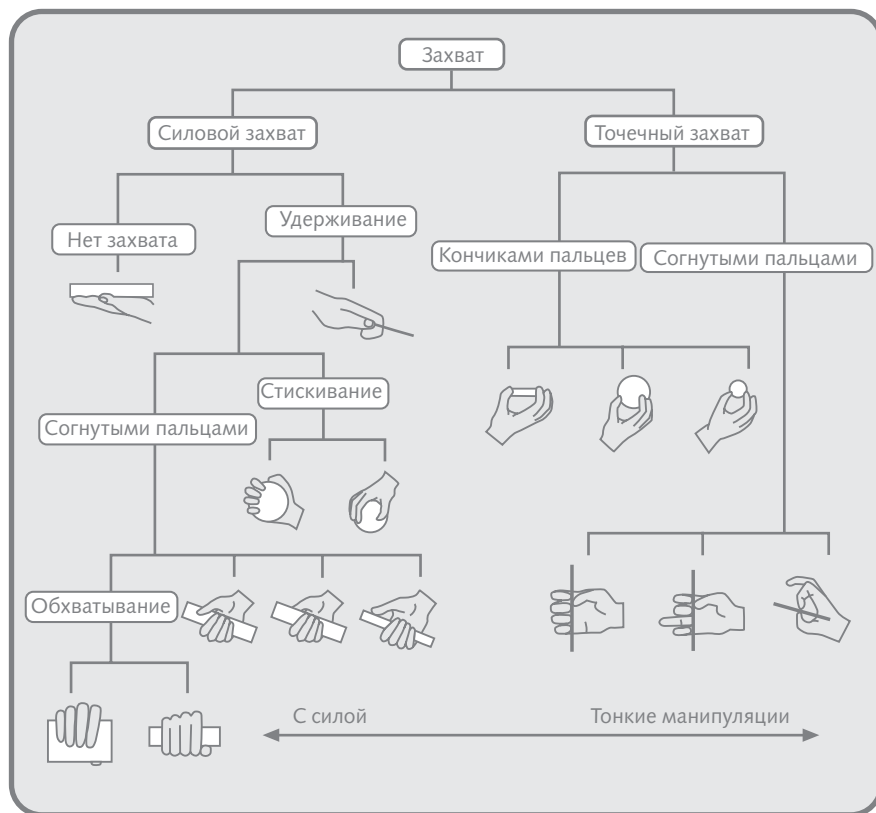 Захват
Силовой захват
Точечный захват
Нет захвата
Удерживание
Кончиками пальцев
Согнутыми пальцами
Стискивание
Согнутыми пальцами
Обхватывание
С силой
Тонкие манипуляции